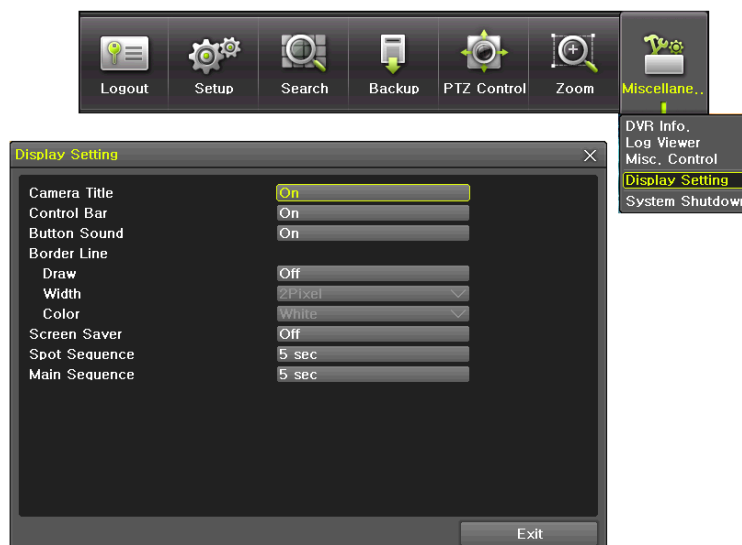 Logout Setup Search Backup PTZ Control Zoom Miscellane..
DVR Info.
Log Viewer
Misc. Control
Display Setting
System Shutdown
Display Setting
Camera Title On
Control Bar On
Button Sound On
Border Line
Draw Off
Width 2Pixel
Color White
Screen Saver Off
Spot Sequence 5 sec
Main Sequence 5 sec
Exit